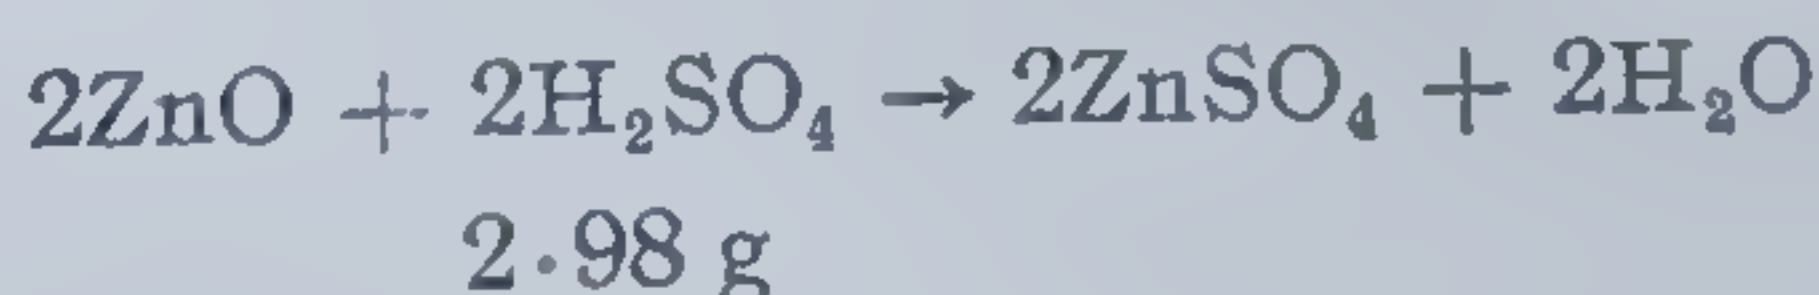 2ZnO + 2H₂SO₄ → 2ZnSO₄ + 2H₂O
2·98 g